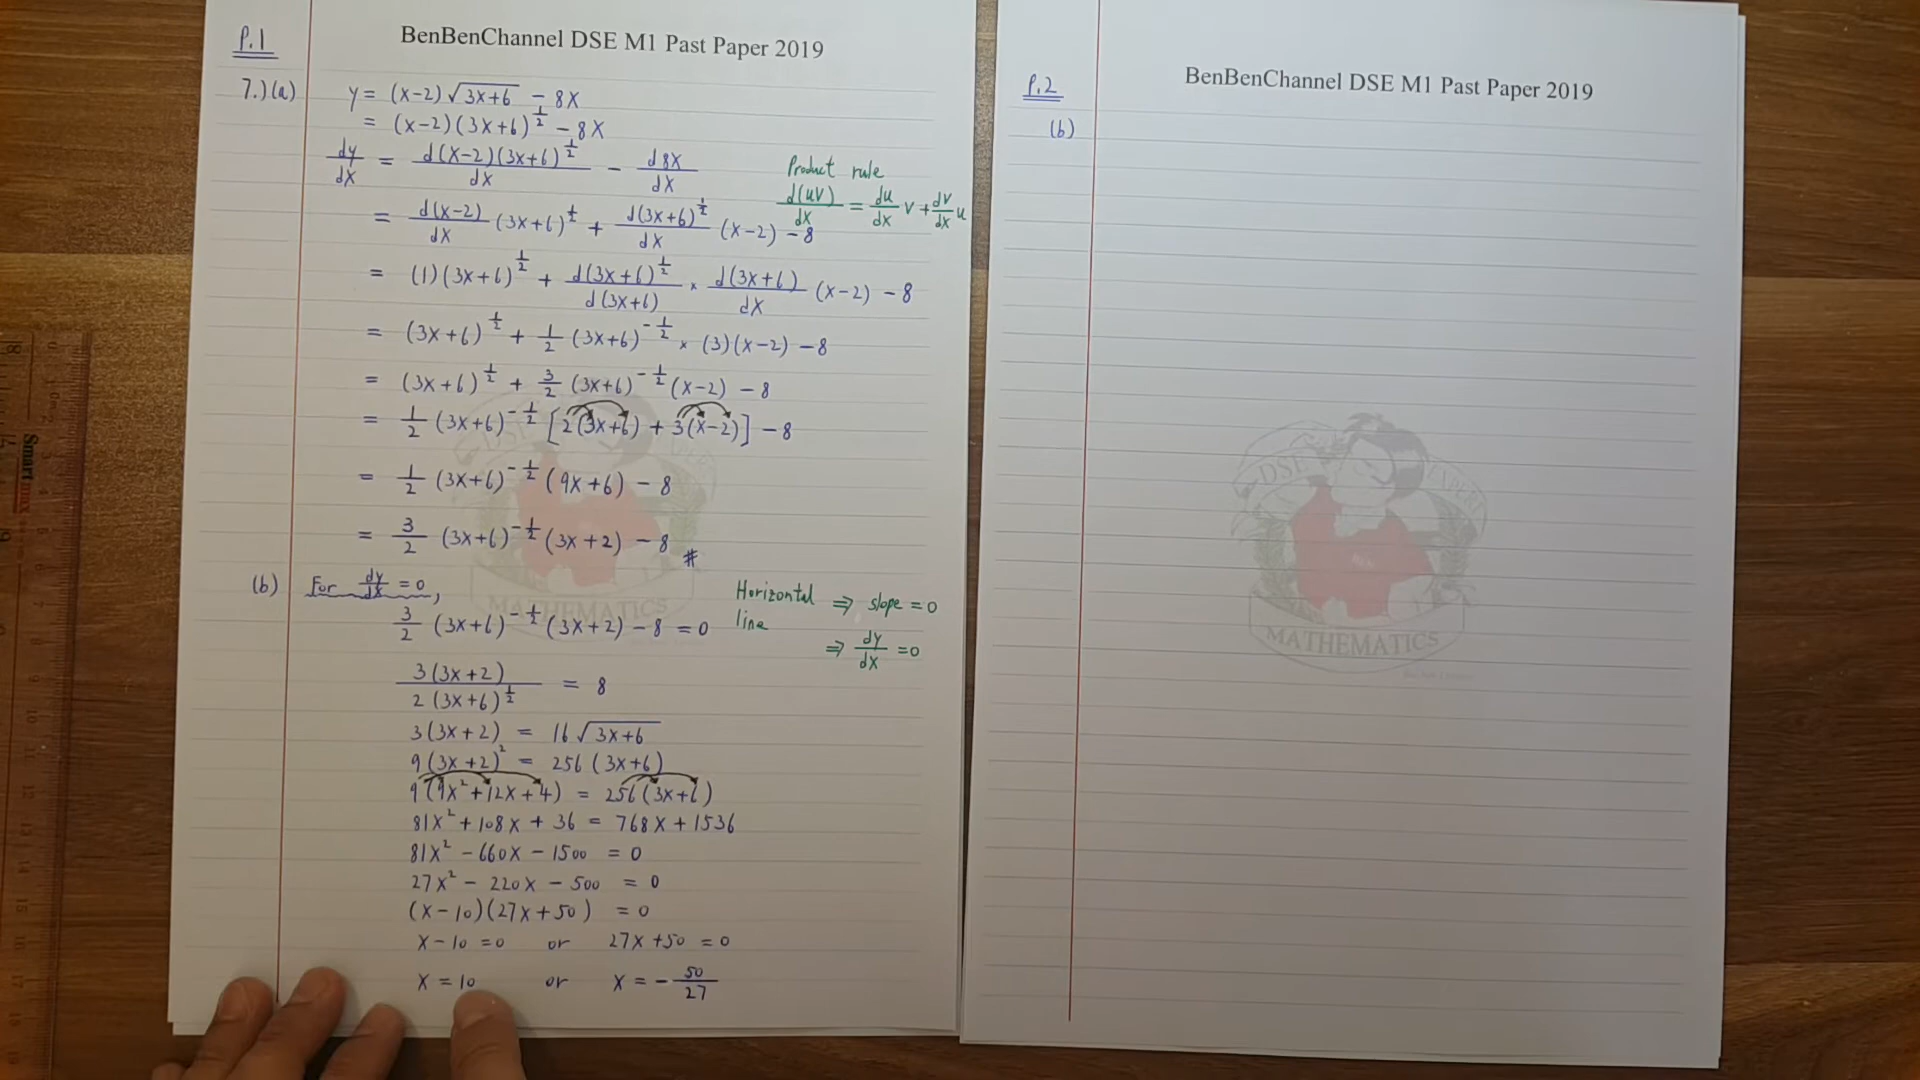 P.1
BenBenChannel DSE M1 Past Paper 2019
7.)(a) y = (x-2)√(3x+6) - 8x
= (x-2)(3x+6)^(1/2) - 8x
dy/dx = d(x-2)(3x+6)^(1/2)/dx - d8x/dx
= d(x-2)/dx (3x+6)^(1/2) + d(3x+6)^(1/2)/dx (x-2) - 8
Product rule
d(uv)/dx = du/dx v + dv/dx u
= (1)(3x+6)^(1/2) + d(3x+6)^(1/2)/d(3x+6) × d(3x+6)/dx (x-2) - 8
= (3x+6)^(1/2) + 1/2 (3x+6)^(-1/2) × (3)(x-2) - 8
= (3x+6)^(1/2) + 3/2 (3x+6)^(-1/2) (x-2) - 8
= 1/2 (3x+6)^(-1/2) [2(3x+6) + 3(x-2)] - 8
= 1/2 (3x+6)^(-1/2) (9x+6) - 8
= 3/2 (3x+6)^(-1/2) (3x+2) - 8 #
(b) For dy/dx = 0,
3/2 (3x+6)^(-1/2) (3x+2) - 8 = 0
Horizontal line ⇒ slope = 0
⇒ dy/dx = 0
3(3x+2)/2(3x+6)^(1/2) = 8
3(3x+2) = 16√(3x+6)
9(3x+2)² = 256(3x+6)
9(9x²+12x+4) = 256(3x+6)
81x² + 108x + 36 = 768x + 1536
81x² - 660x - 1500 = 0
27x² - 220x - 500 = 0
(x-10)(27x+50) = 0
x-10 = 0 or 27x+50 = 0
x = 10 or x = -50/27
P.2
BenBenChannel DSE M1 Past Paper 2019
(b)
DSE
MATHEMATICS
DSE
MATHEMATICS
Smart